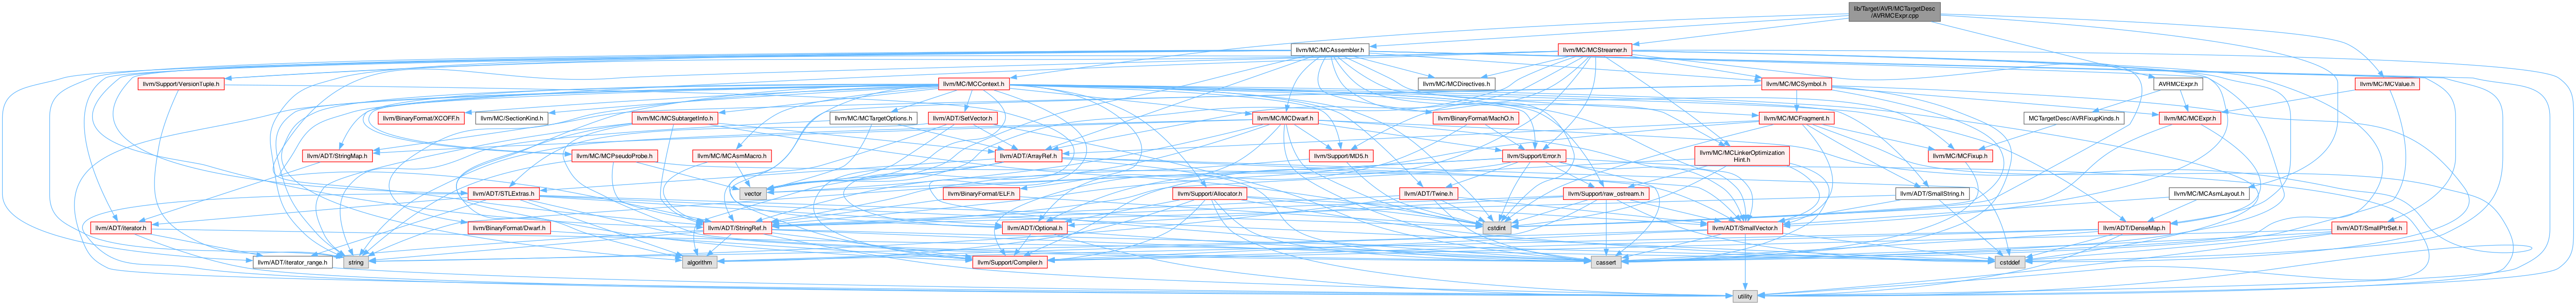 lib/Target/AVR/MCTargetDesc
/AVRMCExpr.cpp
llvm/MC/MCAssembler.h
llvm/MC/MCStreamer.h
llvm/Support/VersionTuple.h
llvm/MC/MCContext.h
llvm/MC/MCDirectives.h
llvm/MC/MCSymbol.h
AVRMCExpr.h
llvm/MC/MCValue.h
llvm/BinaryFormat/XCOFF.h
llvm/MC/SectionKind.h
llvm/MC/MCSubtargetInfo.h
llvm/MC/MCTargetOptions.h
llvm/ADT/SetVector.h
llvm/MC/MCDwarf.h
llvm/BinaryFormat/MachO.h
llvm/MC/MCFragment.h
MCTargetDesc/AVRFixupKinds.h
llvm/MC/MCExpr.h
llvm/ADT/StringMap.h
llvm/MC/MCPseudoProbe.h
llvm/MC/MCAsmMacro.h
llvm/ADT/ArrayRef.h
llvm/Support/MD5.h
llvm/Support/Error.h
llvm/MC/MCLinkerOptimization
Hint.h
llvm/MC/MCFixup.h
llvm/ADT/STLExtras.h
vector
llvm/BinaryFormat/ELF.h
llvm/Support/Allocator.h
llvm/ADT/Twine.h
llvm/Support/raw_ostream.h
llvm/ADT/SmallString.h
llvm/MC/MCAsmLayout.h
llvm/ADT/iterator.h
llvm/BinaryFormat/Dwarf.h
llvm/ADT/StringRef.h
llvm/ADT/Optional.h
cstdint
llvm/ADT/SmallVector.h
llvm/ADT/DenseMap.h
llvm/ADT/SmallPtrSet.h
llvm/ADT/iterator_range.h
string
algorithm
llvm/Support/Compiler.h
cassert
cstddef
utility